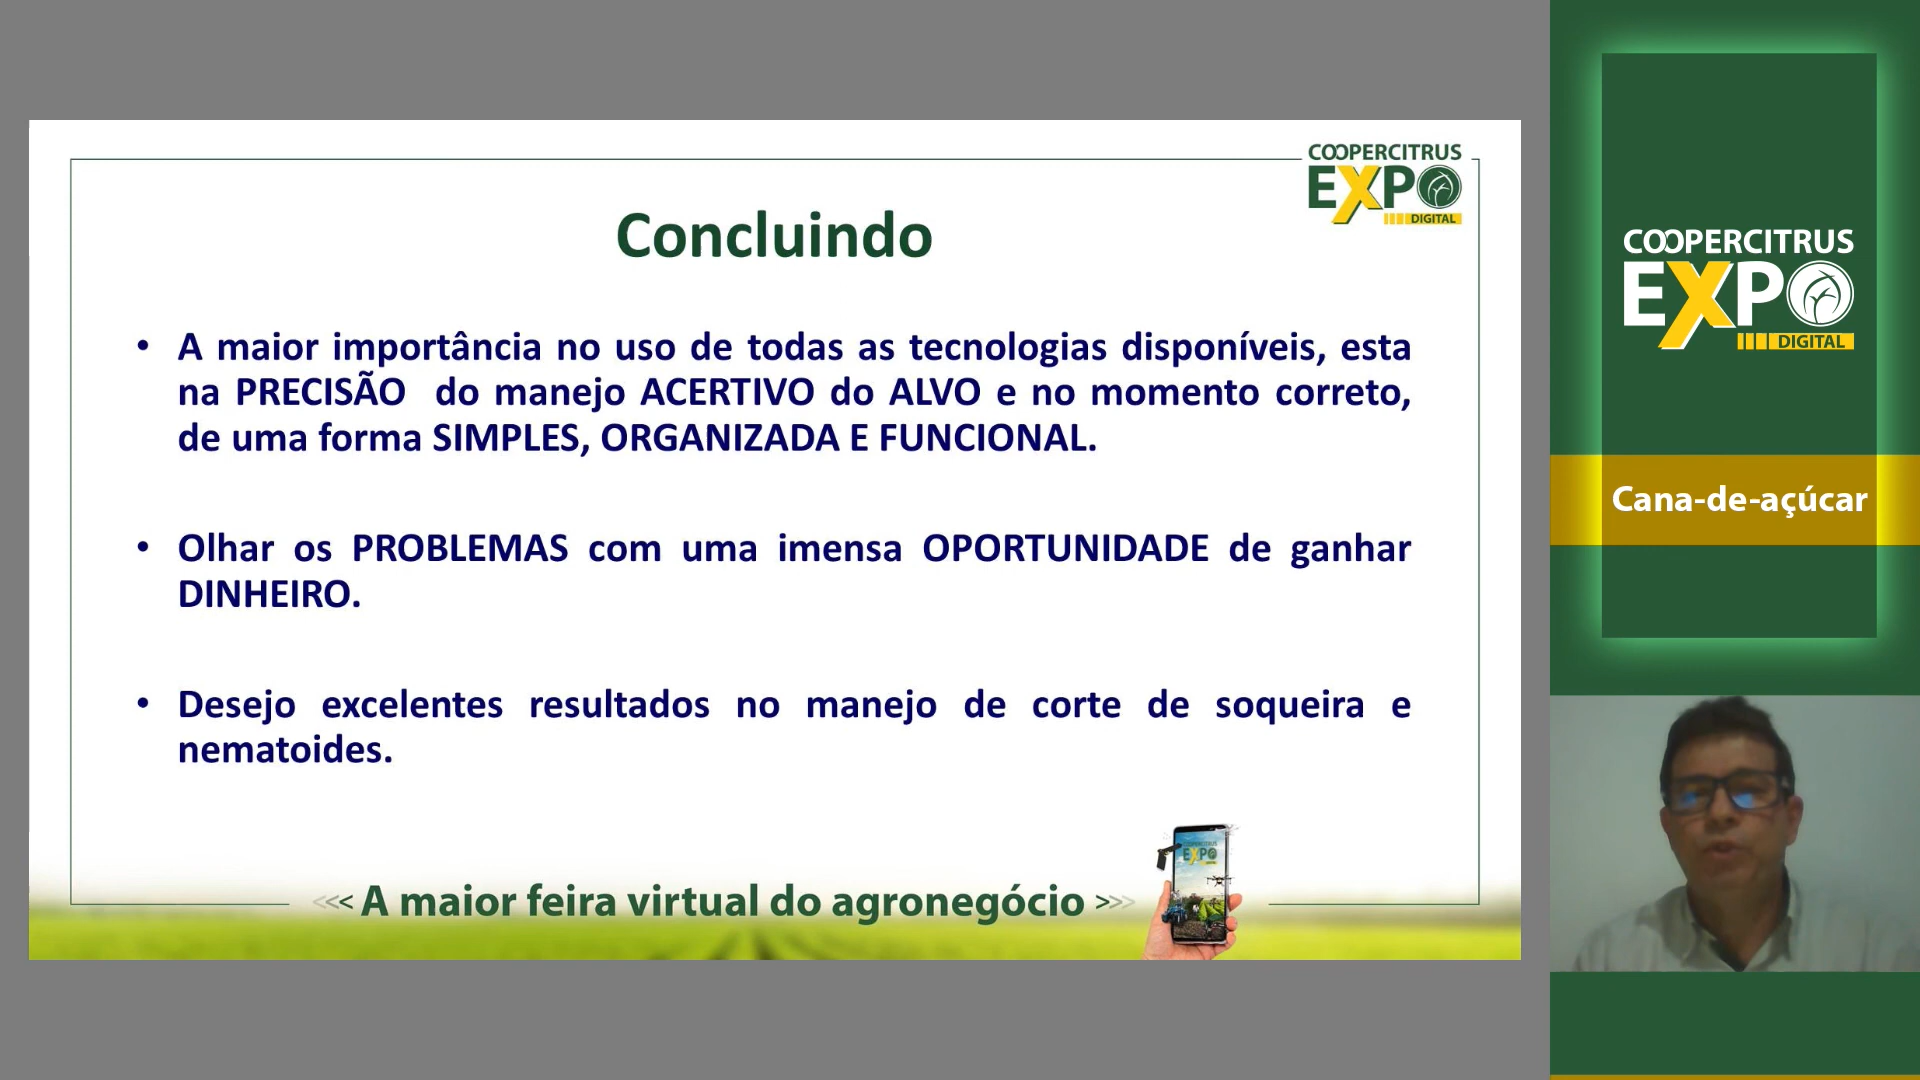 COOPERCITRUS
EXPO
DIGITAL
Concluindo
• A maior importância no uso de todas as tecnologias disponíveis, esta
na PRECISÃO do manejo ACERTIVO do ALVO e no momento correto,
de uma forma SIMPLES, ORGANIZADA E FUNCIONAL.
• Olhar os PROBLEMAS com uma imensa OPORTUNIDADE de ganhar
DINHEIRO.
• Desejo excelentes resultados no manejo de corte de soqueira e
nematoides.
<<< A maior feira virtual do agronegócio >>>
EXPO
COOPERCITRUS
EXPO
DIGITAL
Cana-de-açúcar